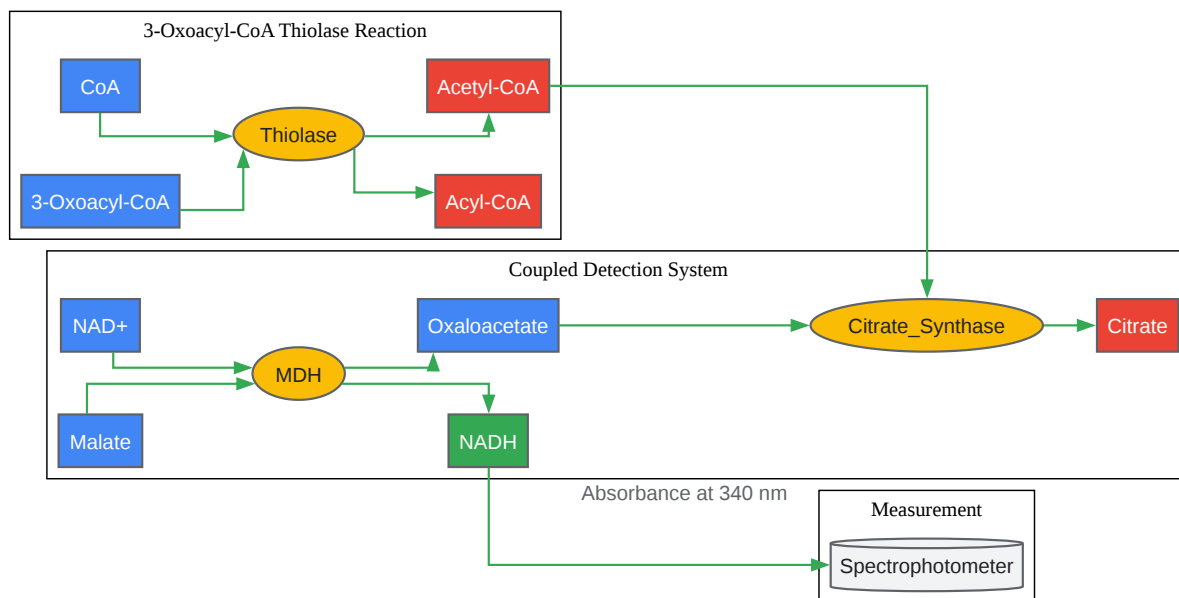 3-Oxoacyl-CoA Thiolase Reaction
CoA
Acetyl-CoA
Thiolase
3-Oxoacyl-CoA
Acyl-CoA
Coupled Detection System
NAD+
Oxaloacetate
Citrate_Synthase
Citrate
MDH
Malate
NADH
Absorbance at 340 nm
Measurement
Spectrophotometer